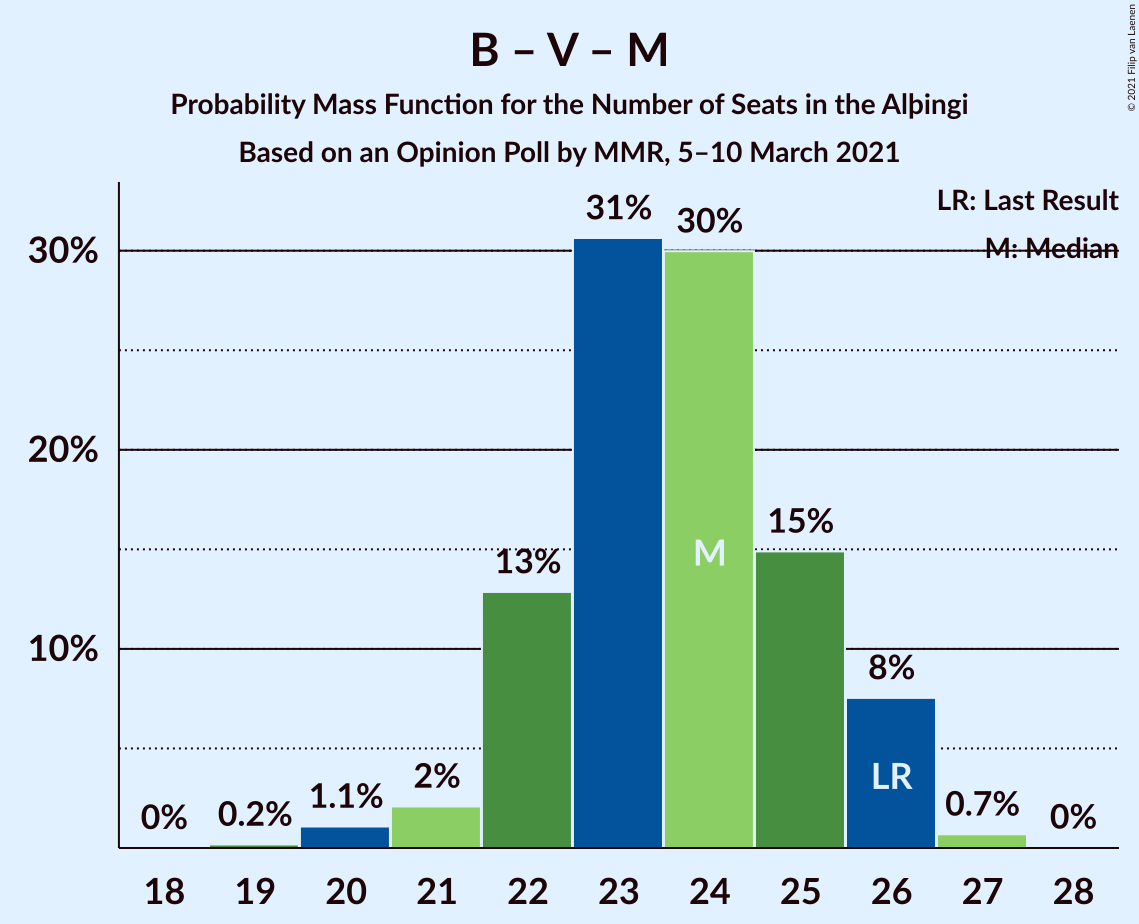 B – V – M
Probability Mass Function for the Number of Seats in the Alþingi
Based on an Opinion Poll by MMR, 5–10 March 2021
© 2021 Filip van Laenen
LR: Last Result
M: Median
30%
20%
10%
0%
0.2%
1.1%
2%
13%
31%
30%
15%
8%
0.7%
0%
M
LR
18 19 20 21 22 23 24 25 26 27 28